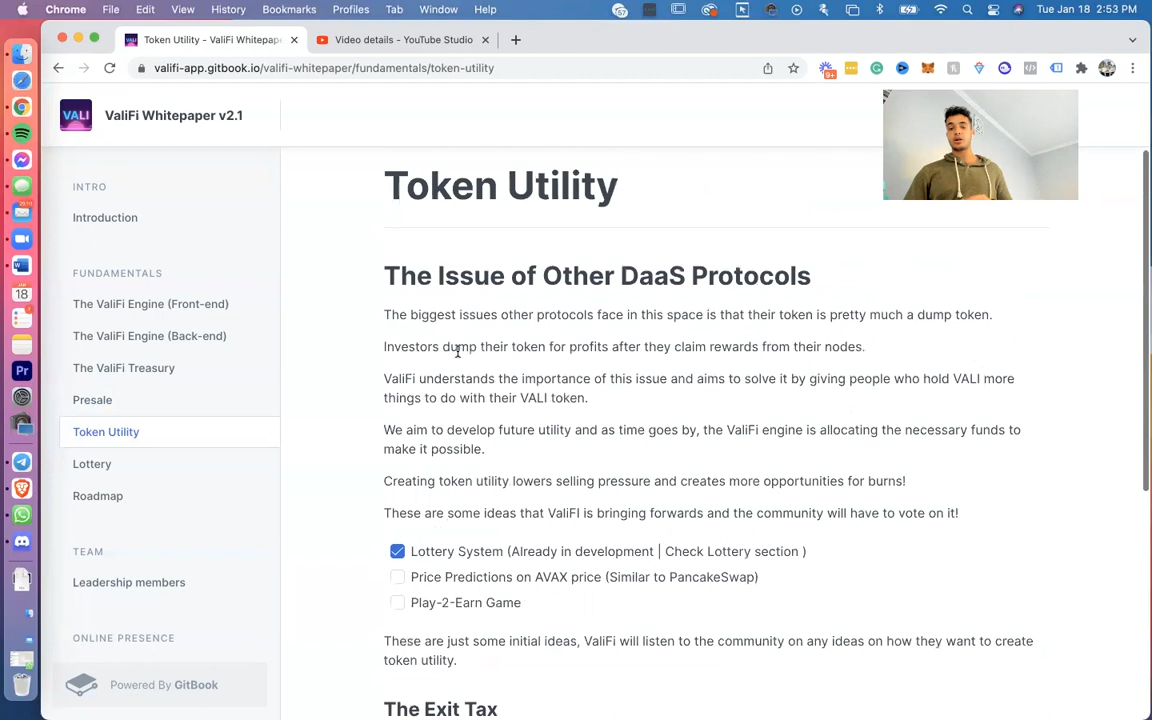 Chrome File Edit View History Bookmarks Profiles Tab Window Help
Tue Jan 18 2:53 PM
Token Utility - ValiFi Whitepap
Video details - YouTube Studio
valifi-app.gitbook.io/valifi-whitepaper/fundamentals/token-utility
VALI
ValiFi Whitepaper v2.1
INTRO
Introduction
FUNDAMENTALS
The ValiFi Engine (Front-end)
The ValiFi Engine (Back-end)
The ValiFi Treasury
Presale
Token Utility
Lottery
Roadmap
TEAM
Leadership members
ONLINE PRESENCE
Powered By GitBook
Token Utility
The Issue of Other DaaS Protocols
The biggest issues other protocols face in this space is that their token is pretty much a dump token.
Investors dump their token for profits after they claim rewards from their nodes.
ValiFi understands the importance of this issue and aims to solve it by giving people who hold VALI more
things to do with their VALI token.
We aim to develop future utility and as time goes by, the ValiFi engine is allocating the necessary funds to
make it possible.
Creating token utility lowers selling pressure and creates more opportunities for burns!
These are some ideas that ValiFI is bringing forwards and the community will have to vote on it!
Lottery System (Already in development | Check Lottery section )
Price Predictions on AVAX price (Similar to PancakeSwap)
Play-2-Earn Game
These are just some initial ideas, ValiFi will listen to the community on any ideas on how they want to create
token utility.
The Exit Tax